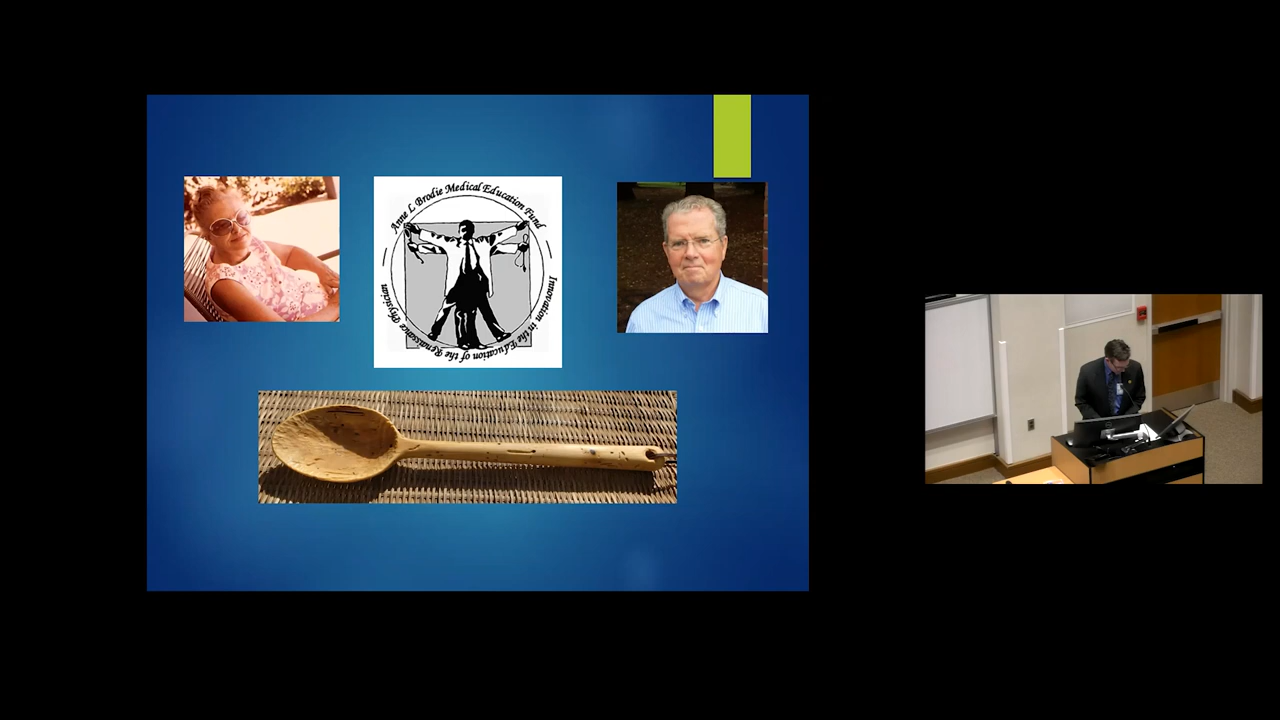 Anne L Brodie Medical Education Fund
Innovation in the Education of the Renaissance Physician